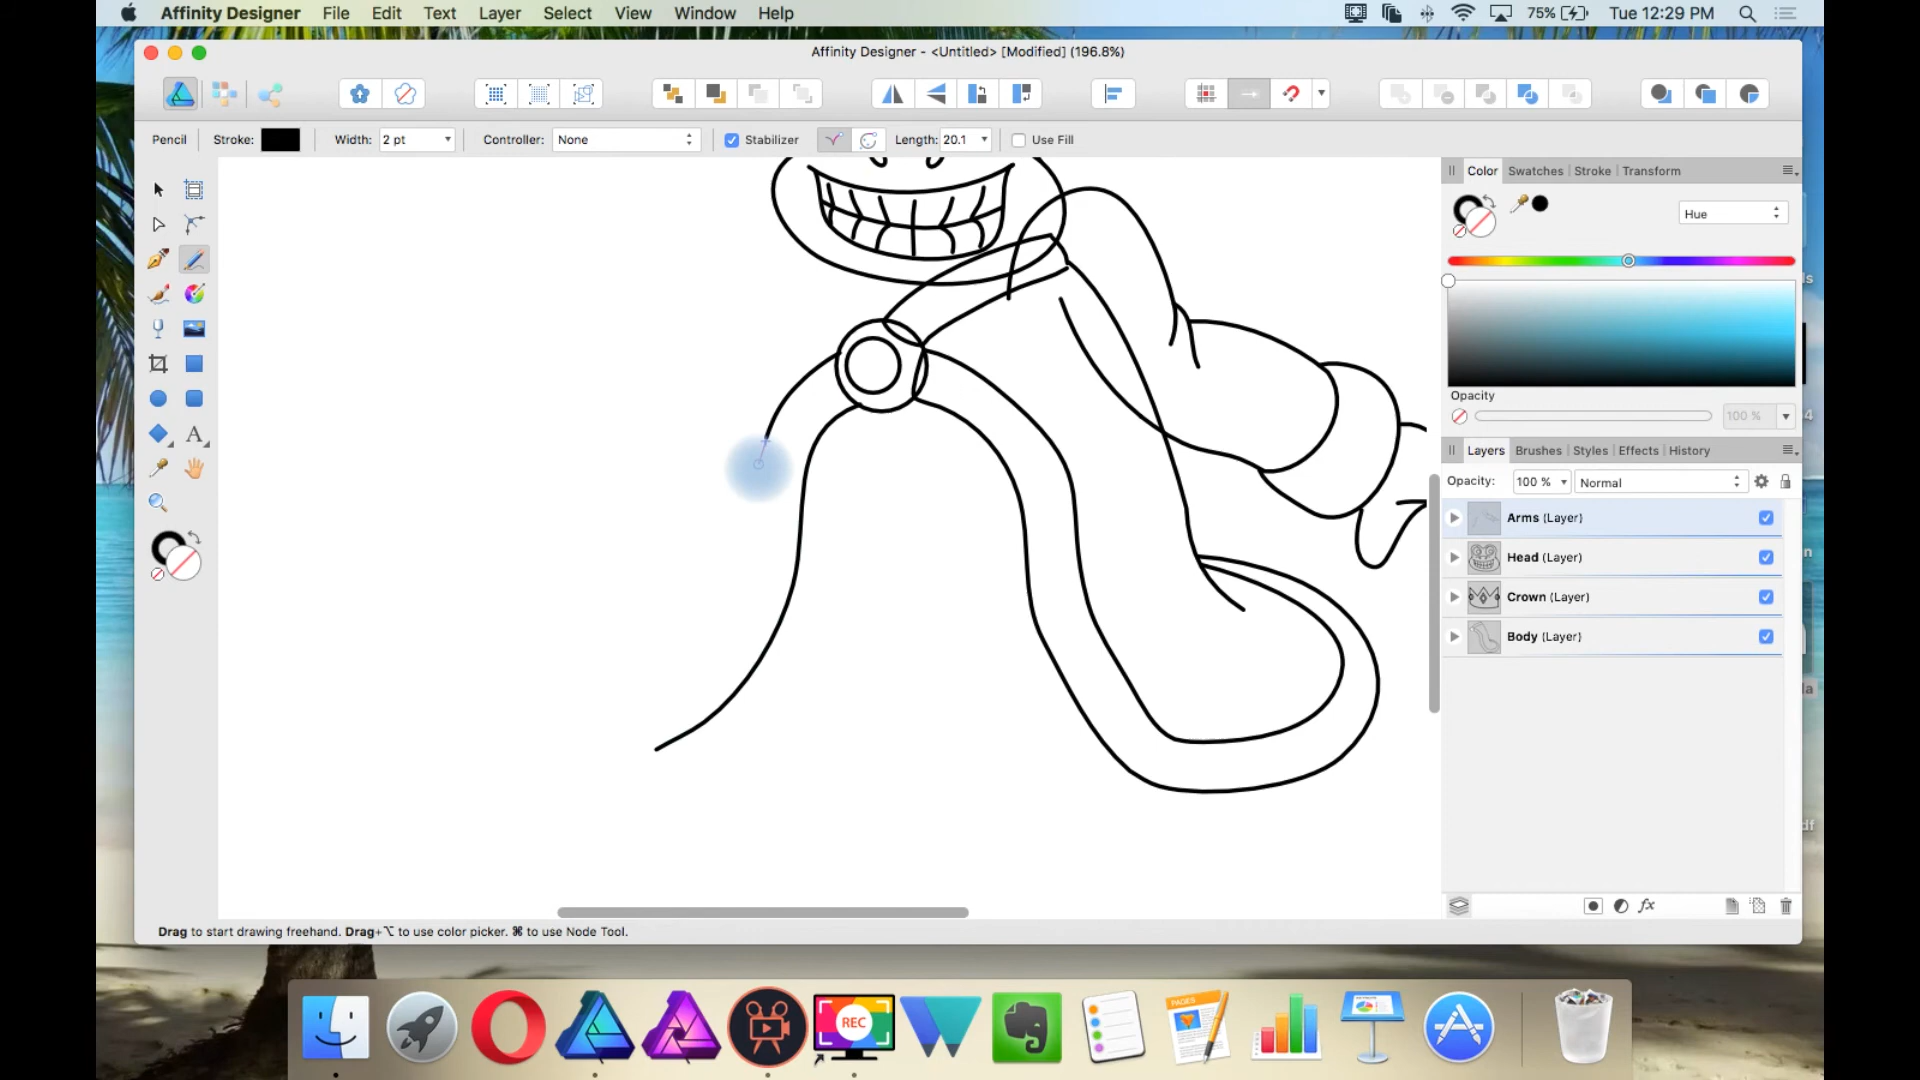 Affinity Designer File Edit Text Layer Select View Window Help 75% Tue 12:29 PM
Affinity Designer - <Untitled> [Modified] (196.8%)
Pencil Stroke: Width: 2 pt Controller: None Stabilizer Length: 20.1 Use Fill
Color Swatches Stroke Transform
Hue
Opacity
100 %
Layers Brushes Styles Effects History
Opacity: 100 % Normal
Arms (Layer)
Head (Layer)
Crown (Layer)
Body (Layer)
A
fx
Drag to start drawing freehand. Drag+⌥ to use color picker. ⌘ to use Node Tool.
REC
PAGES